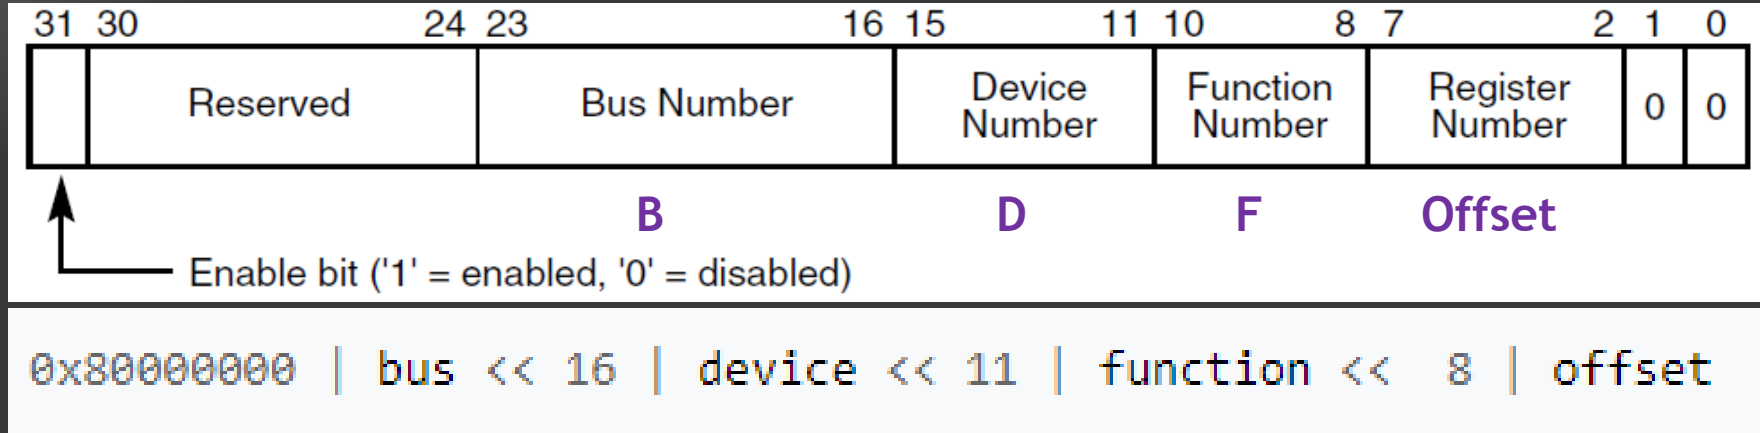 31 30 24 23 16 15 11 10 8 7 2 1 0
Reserved Bus Number Device Number Function Number Register Number 0 0
B D F Offset
Enable bit ('1' = enabled, '0' = disabled)
0x80000000 | bus << 16 | device << 11 | function << 8 | offset